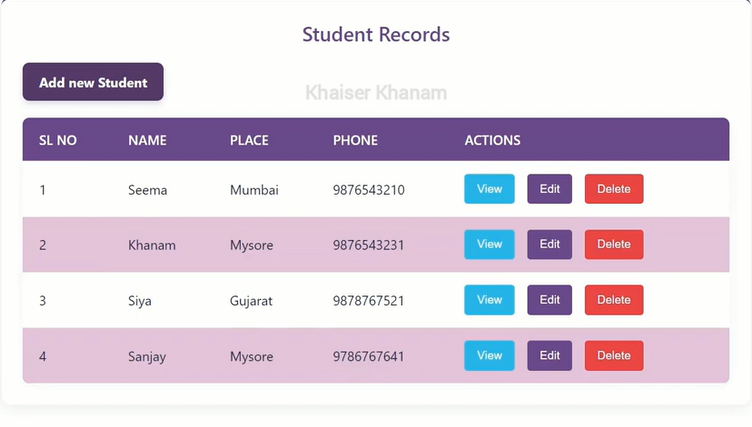 Student Records
Add new Student
Khaiser Khanam
SL NO NAME PLACE PHONE ACTIONS
1 Seema Mumbai 9876543210 View Edit Delete
2 Khanam Mysore 9876543231 View Edit Delete
3 Siya Gujarat 9878767521 View Edit Delete
4 Sanjay Mysore 9786767641 View Edit Delete